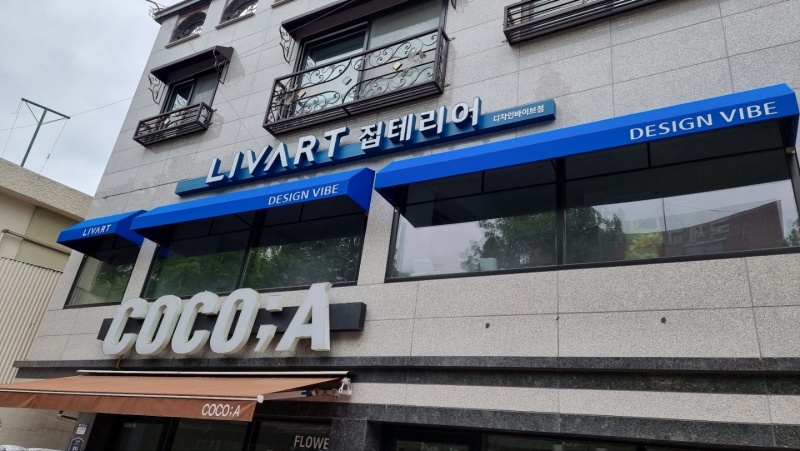 LIVART 접테리어 디자인바이브점
DESIGN VIBE
DESIGN VIBE
LIVART
COCO;A
COCO;A
FLOWE